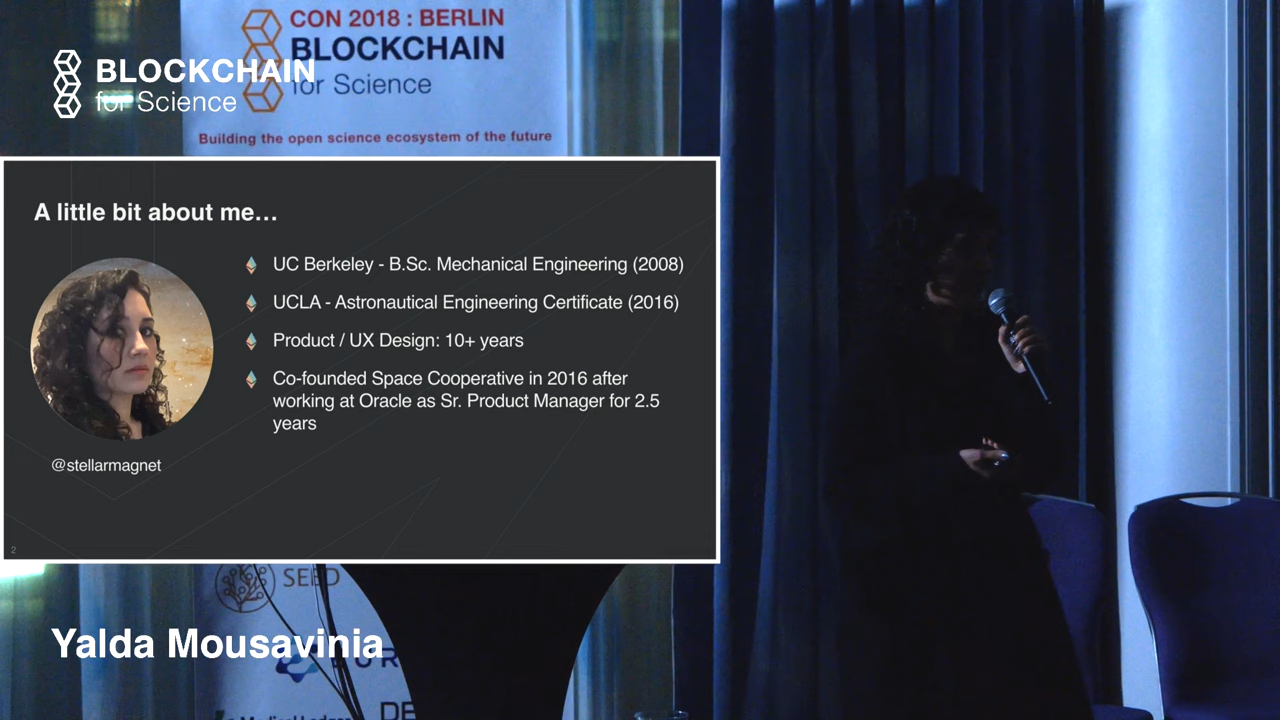 CON 2018 : BERLIN
BLOCKCHAIN
for Science
Building the open science ecosystem of the future
BLOCKCHAIN
for Science
A little bit about me…
UC Berkeley - B.Sc. Mechanical Engineering (2008)
UCLA - Astronautical Engineering Certificate (2016)
Product / UX Design: 10+ years
Co-founded Space Cooperative in 2016 after
working at Oracle as Sr. Product Manager for 2.5
years
@stellarmagnet
2
SEED
Yalda Mousavinia